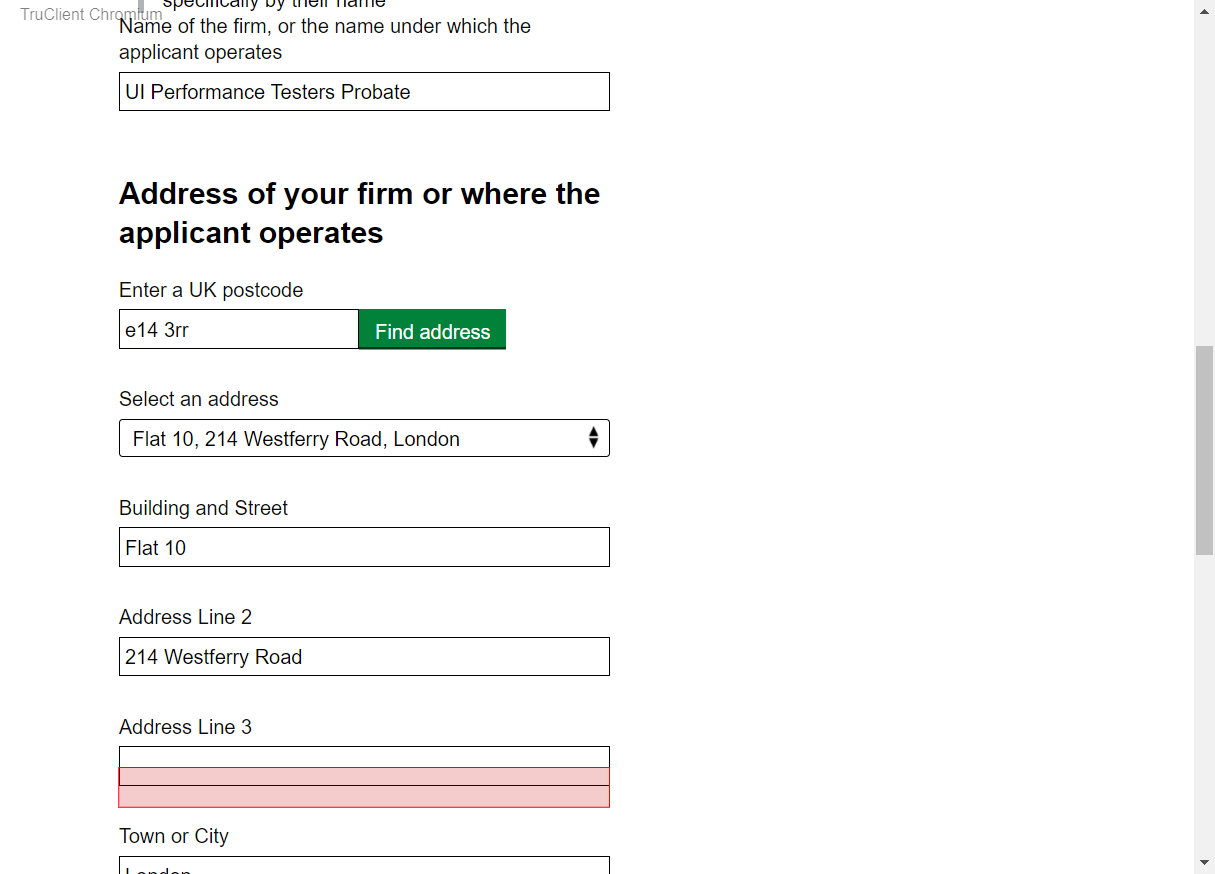 specifically by their name
TruClient Chromium
Name of the firm, or the name under which the
applicant operates
UI Performance Testers Probate
Address of your firm or where the
applicant operates
Enter a UK postcode
e14 3rr
Find address
Select an address
Flat 10, 214 Westferry Road, London
Building and Street
Flat 10
Address Line 2
214 Westferry Road
Address Line 3
Town or City
London